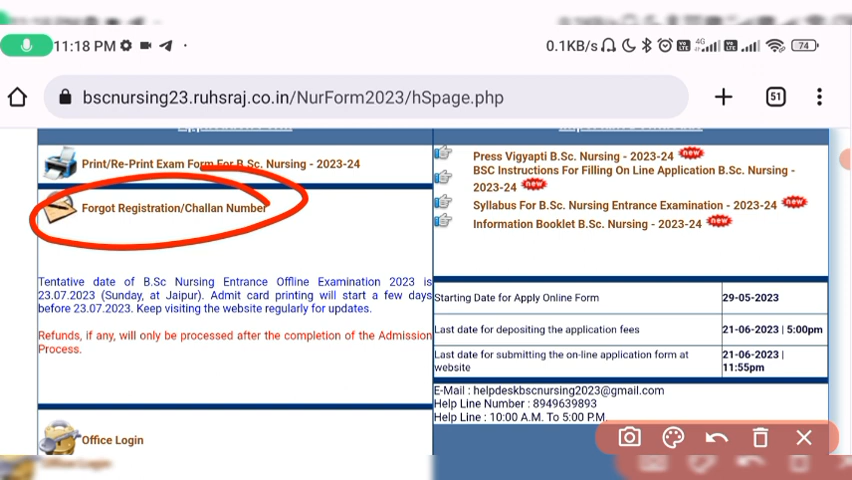 11:18 PM
0.1KB/s 4G 74
bscnursing23.ruhsraj.co.in/NurForm2023/hSpage.php
51
Print/Re-Print Exam Form For B.Sc. Nursing - 2023-24
Forgot Registration/Challan Number
Tentative date of B.Sc Nursing Entrance Offline Examination 2023 is
23.07.2023 (Sunday, at Jaipur). Admit card printing will start a few days
before 23.07.2023. Keep visiting the website regularly for updates.
Refunds, if any, will only be processed after the completion of the Admission
Process.
Office Login
Press Vigyapti B.Sc. Nursing - 2023-24 new
BSC Instructions For Filling On Line Application B.Sc. Nursing -
2023-24 new
Syllabus For B.Sc. Nursing Entrance Examination - 2023-24 new
Information Booklet B.Sc. Nursing - 2023-24 new
Starting Date for Apply Online Form 29-05-2023
Last date for depositing the application fees 21-06-2023 | 5:00pm
Last date for submitting the on-line application form at
website
21-06-2023 |
11:55pm
E-Mail : helpdeskbscnursing2023@gmail.com
Help Line Number : 8949639893
Help Line : 10:00 A.M. To 5:00 P.M.